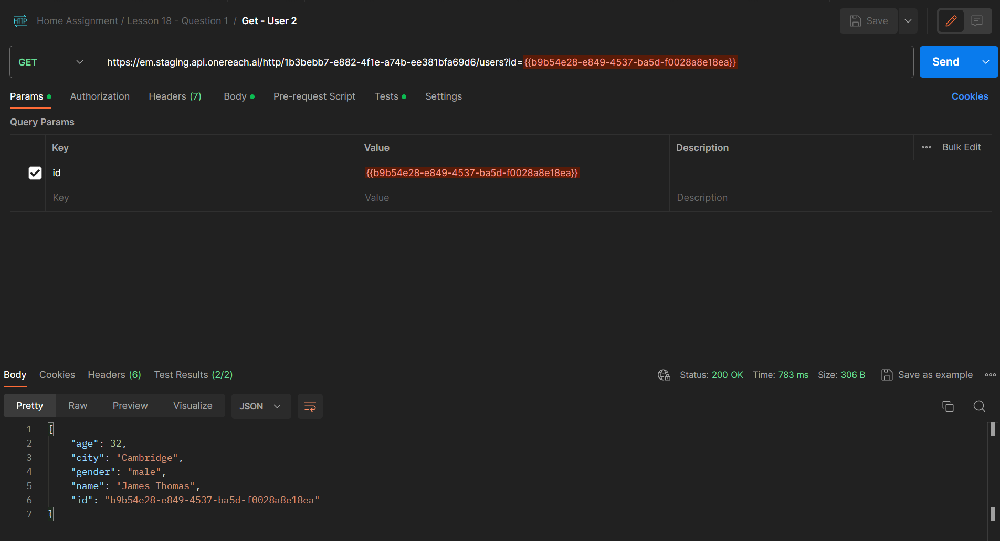 HTTP Home Assignment / Lesson 18 - Question 1 / Get - User 2 Save
GET https://em.staging.api.onereach.ai/http/1b3bebb7-e882-4f1e-a74b-ee381bfa69d6/users?id={{b9b54e28-e849-4537-ba5d-f0028a8e18ea}} Send
Params Authorization Headers (7) Body Pre-request Script Tests Settings Cookies
Query Params
Key Value Description Bulk Edit
id {{b9b54e28-e849-4537-ba5d-f0028a8e18ea}}
Key Value Description
Body Cookies Headers (6) Test Results (2/2) Status: 200 OK Time: 783 ms Size: 306 B Save as example
Pretty Raw Preview Visualize JSON
1 {
2 "age": 32,
3 "city": "Cambridge",
4 "gender": "male",
5 "name": "James Thomas",
6 "id": "b9b54e28-e849-4537-ba5d-f0028a8e18ea"
7 }